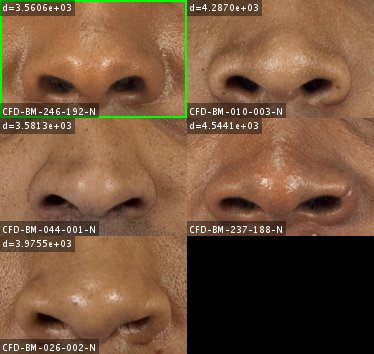 d=3.5606e+03
d=4.2870e+03
CFD-BM-246-192-N
CFD-BM-010-003-N
d=3.5813e+03
d=4.5441e+03
CFD-BM-044-001-N
CFD-BM-237-188-N
d=3.9755e+03
CFD-BM-026-002-N